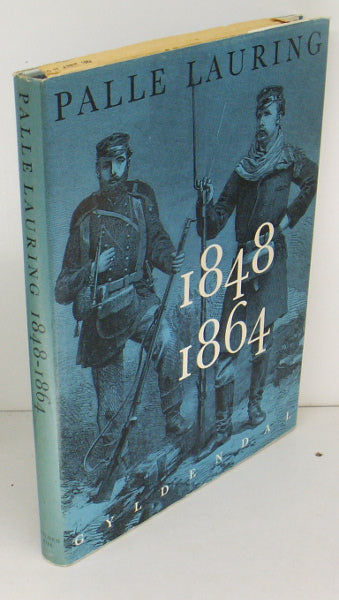 PALLE LAURING
1848
1864
GYLDENDAL
PALLE LAURING 1848-1864